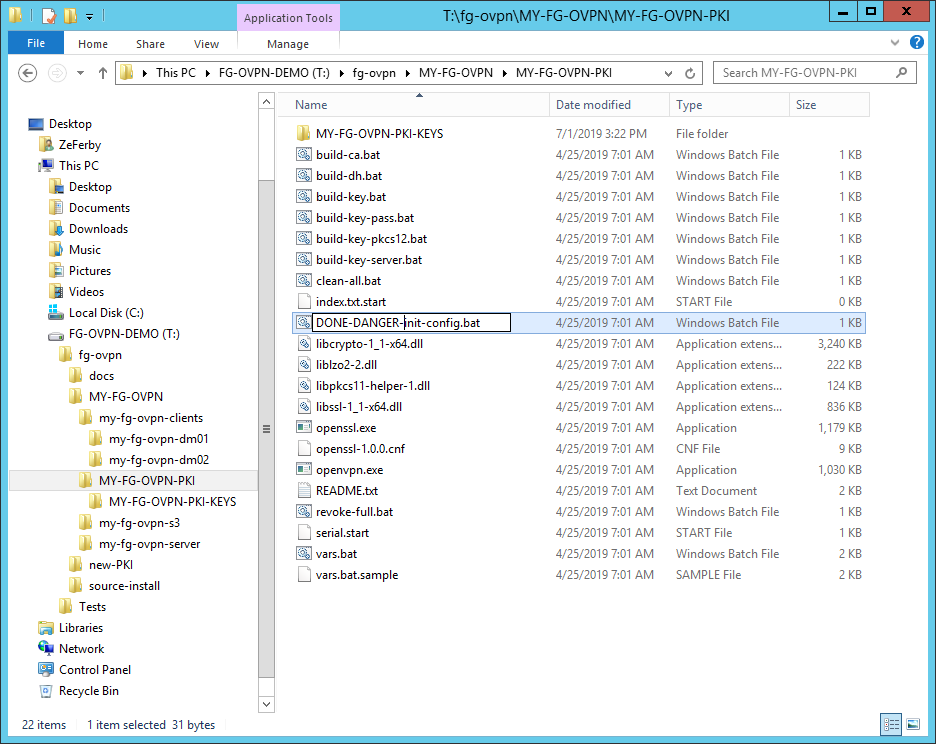 Application Tools
T:\fg-ovpn\MY-FG-OVPN\MY-FG-OVPN-PKI
File Home Share View Manage
This PC FG-OVPN-DEMO (T:) fg-ovpn MY-FG-OVPN MY-FG-OVPN-PKI
Search MY-FG-OVPN-PKI
Desktop
ZeFerby
This PC
Desktop
Documents
Downloads
Music
Pictures
Videos
Local Disk (C:)
FG-OVPN-DEMO (T:)
fg-ovpn
docs
MY-FG-OVPN
my-fg-ovpn-clients
my-fg-ovpn-dm01
my-fg-ovpn-dm02
MY-FG-OVPN-PKI
MY-FG-OVPN-PKI-KEYS
my-fg-ovpn-s3
my-fg-ovpn-server
new-PKI
source-install
Tests
Libraries
Network
Control Panel
Recycle Bin
Name Date modified Type Size
MY-FG-OVPN-PKI-KEYS 7/1/2019 3:22 PM File folder
build-ca.bat 4/25/2019 7:01 AM Windows Batch File 1 KB
build-dh.bat 4/25/2019 7:01 AM Windows Batch File 1 KB
build-key.bat 4/25/2019 7:01 AM Windows Batch File 1 KB
build-key-pass.bat 4/25/2019 7:01 AM Windows Batch File 1 KB
build-key-pkcs12.bat 4/25/2019 7:01 AM Windows Batch File 1 KB
build-key-server.bat 4/25/2019 7:01 AM Windows Batch File 1 KB
clean-all.bat 4/25/2019 7:01 AM Windows Batch File 1 KB
index.txt.start 4/25/2019 7:01 AM START File 0 KB
DONE-DANGER-init-config.bat 4/25/2019 7:01 AM Windows Batch File 1 KB
libcrypto-1_1-x64.dll 4/25/2019 7:01 AM Application extens... 3,240 KB
liblzo2-2.dll 4/25/2019 7:01 AM Application extens... 222 KB
libpkcs11-helper-1.dll 4/25/2019 7:01 AM Application extens... 124 KB
libssl-1_1-x64.dll 4/25/2019 7:01 AM Application extens... 836 KB
openssl.exe 4/25/2019 7:01 AM Application 1,179 KB
openssl-1.0.0.cnf 4/25/2019 7:01 AM CNF File 9 KB
openvpn.exe 4/25/2019 7:01 AM Application 1,030 KB
README.txt 4/25/2019 7:01 AM Text Document 2 KB
revoke-full.bat 4/25/2019 7:01 AM Windows Batch File 1 KB
serial.start 4/25/2019 7:01 AM START File 1 KB
vars.bat 4/25/2019 7:01 AM Windows Batch File 2 KB
vars.bat.sample 4/25/2019 7:01 AM SAMPLE File 2 KB
22 items 1 item selected 31 bytes